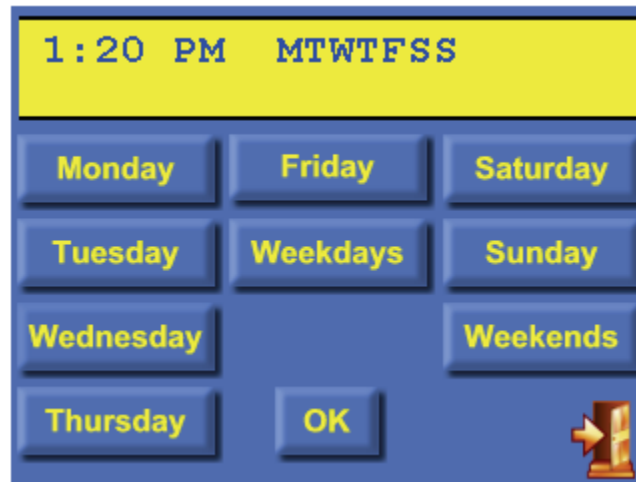 1:20 PM MTWTFSS
Monday Friday Saturday
Tuesday Weekdays Sunday
Wednesday Weekends
Thursday OK